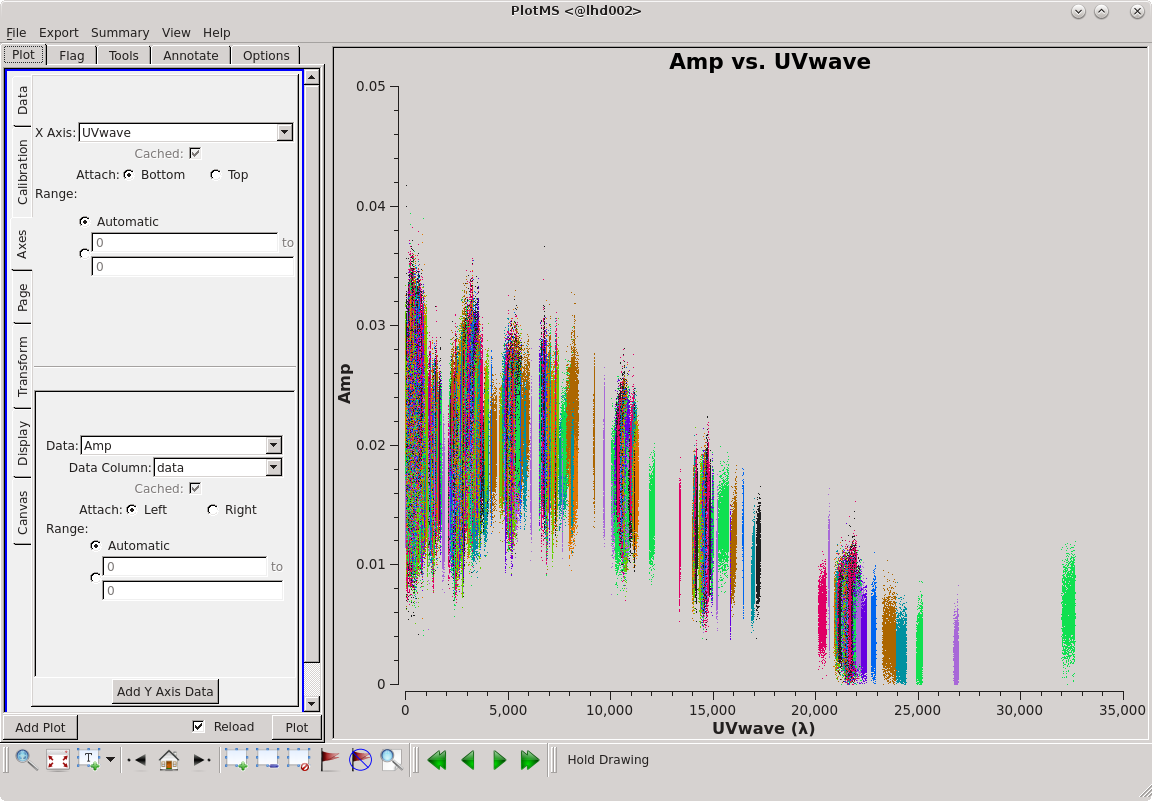 PlotMS <@lhd002>
File Export Summary View Help
Plot Flag Tools Annotate Options
Data
Calibration
Axes
Page
Transform
Display
Canvas
X Axis: UVwave
Cached:
Attach: Bottom Top
Range:
Automatic
0 to
0
Data: Amp
Data Column: data
Cached:
Attach: Left Right
Range:
Automatic
0 to
0
Add Y Axis Data
Add Plot Reload Plot
Amp vs. UVwave
Amp
0.05
0.04
0.03
0.02
0.01
0
0 5,000 10,000 15,000 20,000 25,000 30,000 35,000
UVwave (λ)
T
Hold Drawing